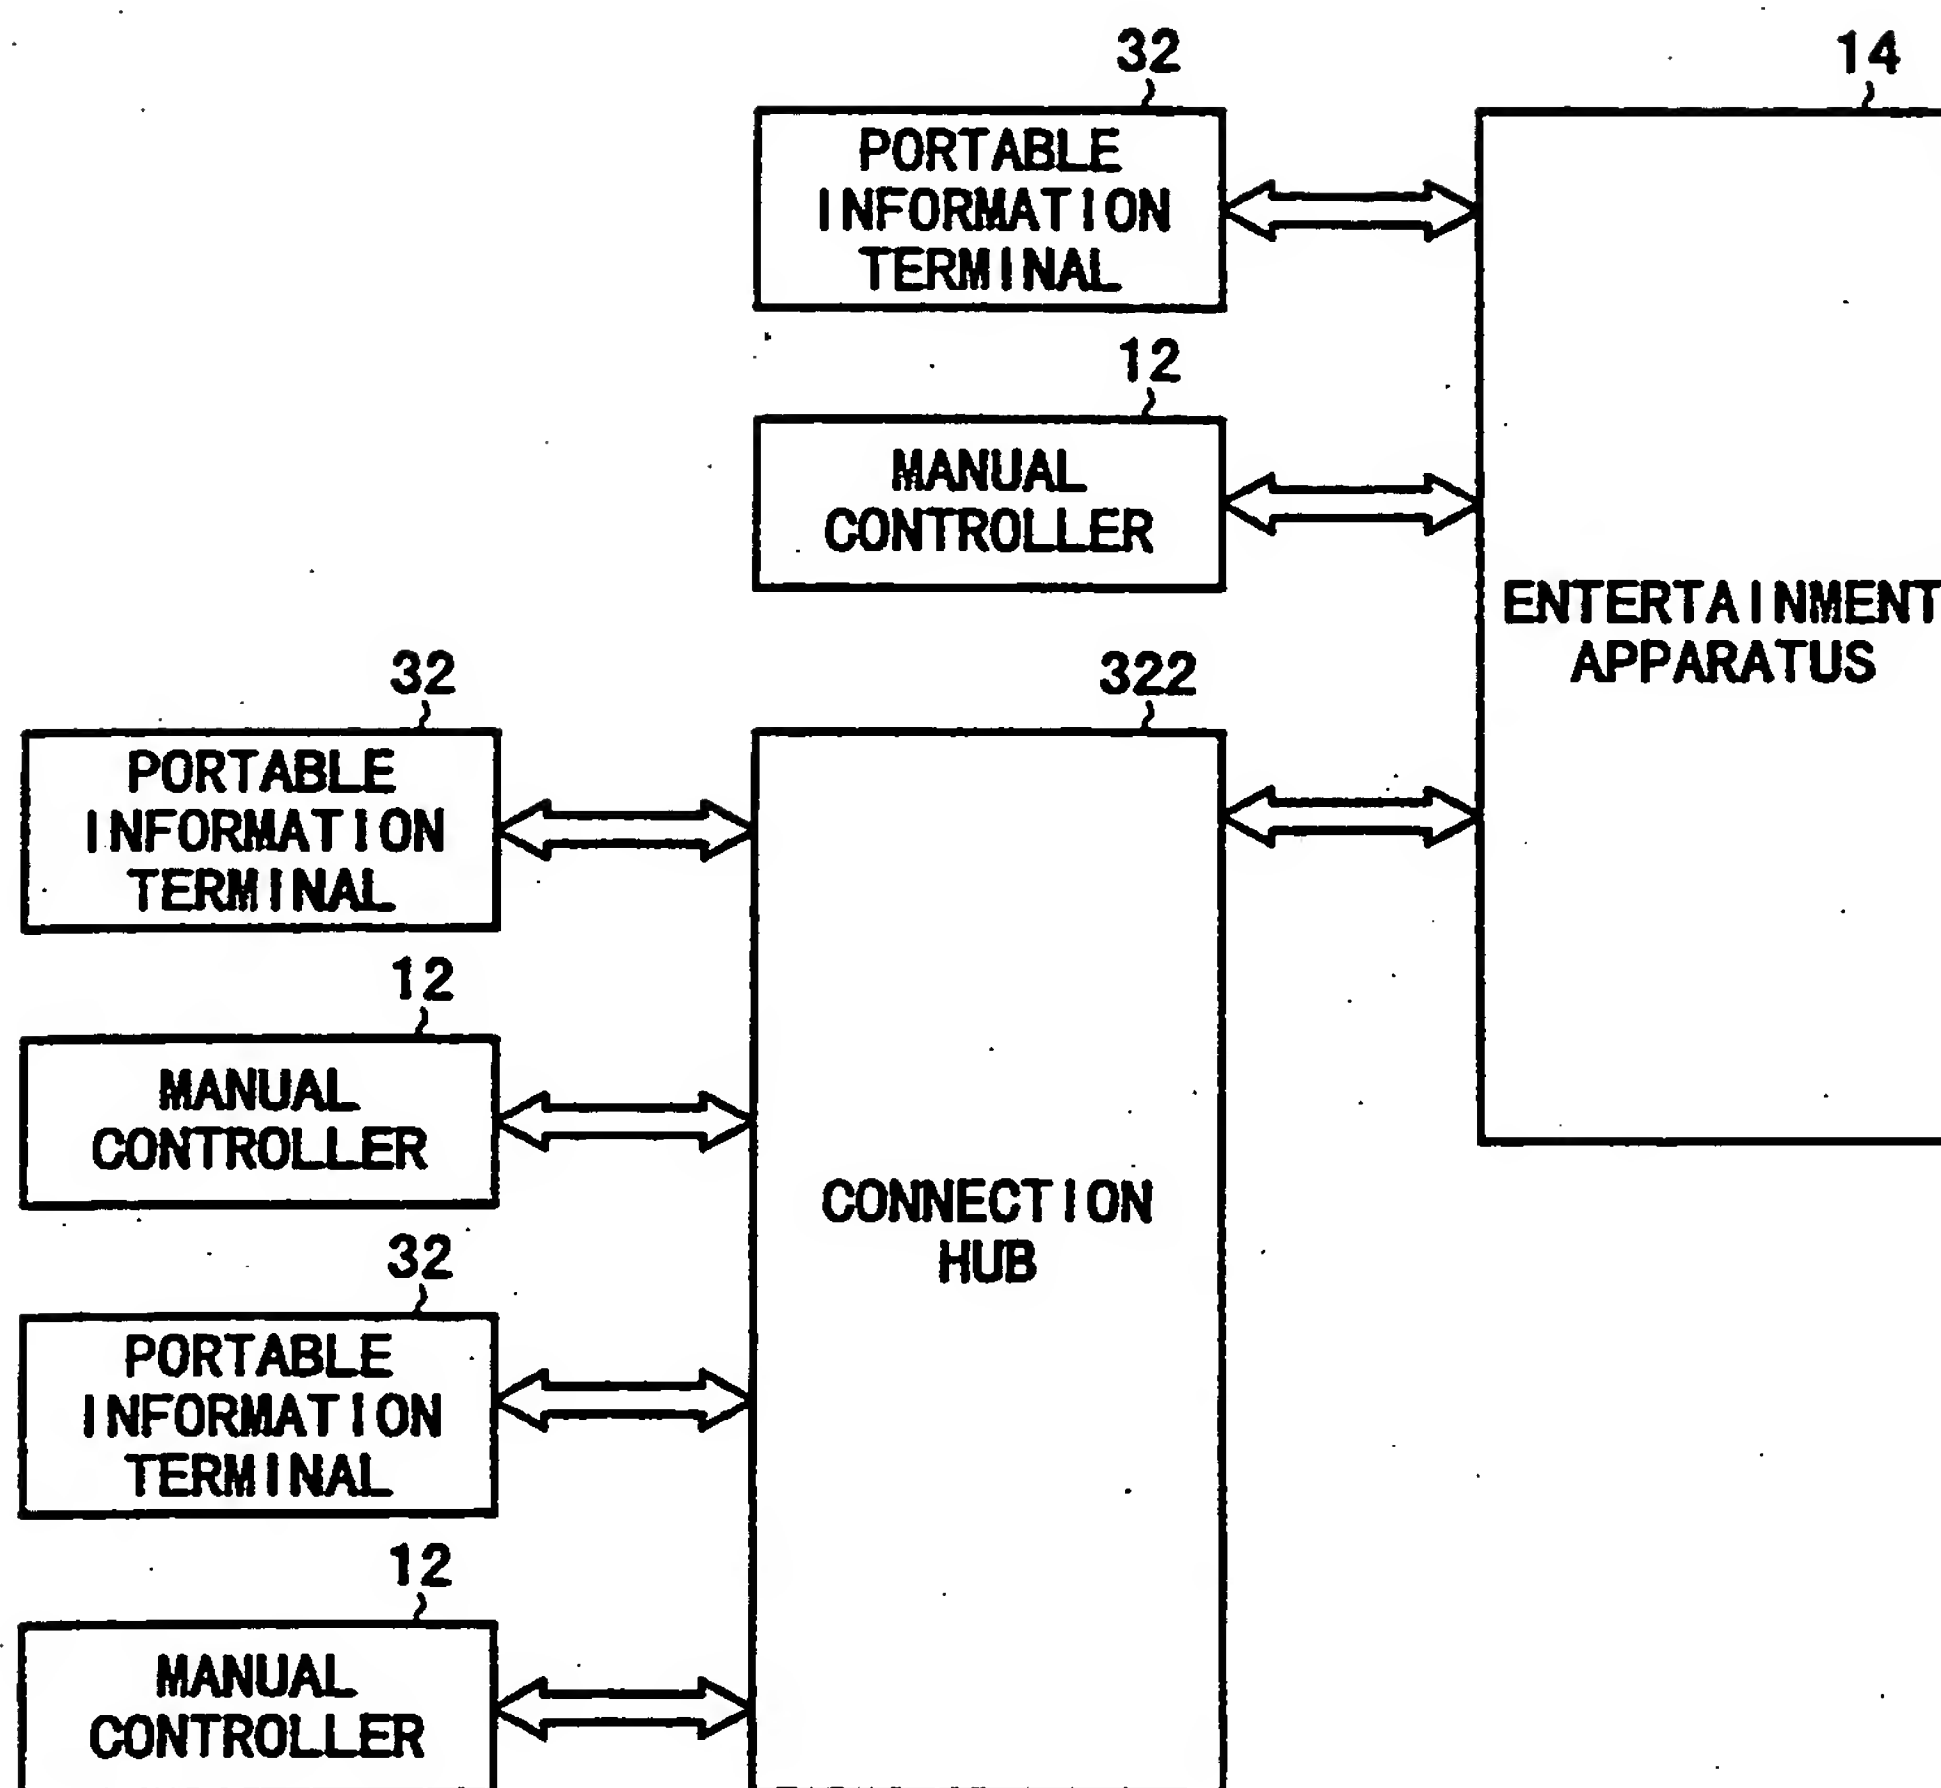 32
14
PORTABLE
INFORMATION
TERMINAL
12
MANUAL
CONTROLLER
ENTERTAINMENT
APPARATUS
32
322
PORTABLE
INFORMATION
TERMINAL
12
MANUAL
CONTROLLER
CONNECTION
HUB
32
PORTABLE
INFORMATION
TERMINAL
12
MANUAL
CONTROLLER